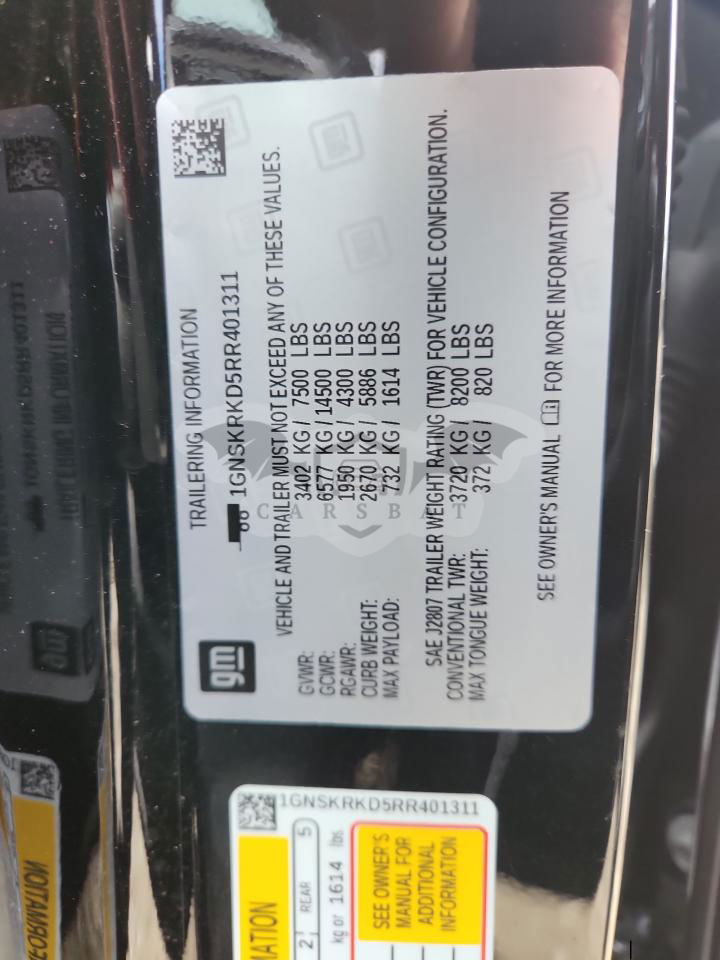 gm
TRAILERING INFORMATION
1GNSKRKD5RR401311
VEHICLE AND TRAILER MUST NOT EXCEED ANY OF THESE VALUES.
GVWR: 3402 KG / 7500 LBS
GCWR: 6577 KG / 14500 LBS
RGAWR: 1950 KG / 4300 LBS
CURB WEIGHT: 2670 KG / 5886 LBS
MAX PAYLOAD: 732 KG / 1614 LBS
SAE J2807 TRAILER WEIGHT RATING (TWR) FOR VEHICLE CONFIGURATION.
CONVENTIONAL TWR: 3720 KG / 8200 LBS
MAX TONGUE WEIGHT: 372 KG / 820 LBS
SEE OWNER'S MANUAL FOR MORE INFORMATION
CARSBAT
1GNSKRKD5RR401311
MATION
2 REAR 5
kg or 1614 lbs
SEE OWNER'S
MANUAL FOR
ADDITIONAL
INFORMATION